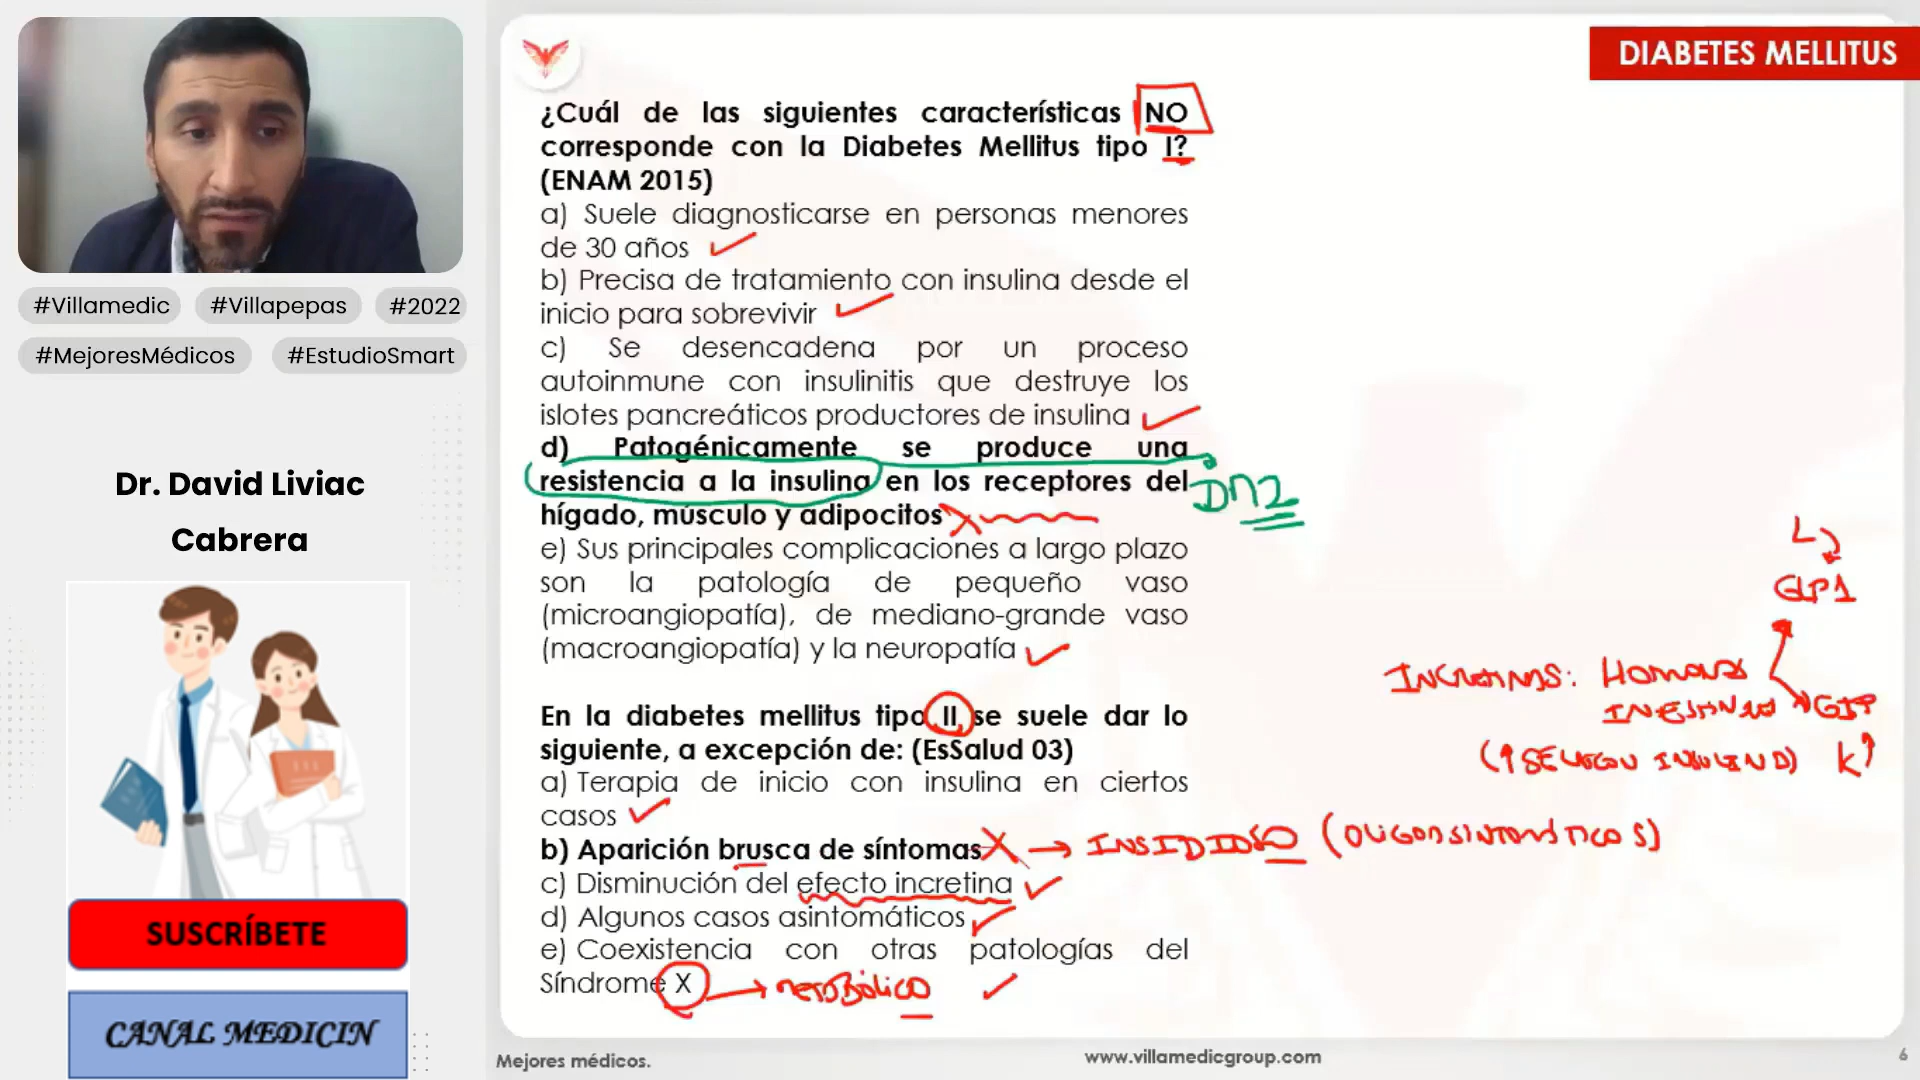 DIABETES MELLITUS
¿Cuál de las siguientes características NO
corresponde con la Diabetes Mellitus tipo I?
(ENAM 2015)
a) Suele diagnosticarse en personas menores
de 30 años
b) Precisa de tratamiento con insulina desde el
inicio para sobrevivir
c) Se desencadena por un proceso
autoinmune con insulinitis que destruye los
islotes pancreáticos productores de insulina
d) Patogénicamente se produce una
resistencia a la insulina en los receptores del
hígado, músculo y adipocitos
DM2
e) Sus principales complicaciones a largo plazo
son la patología de pequeño vaso
(microangiopatía), de mediano-grande vaso
(macroangiopatía) y la neuropatía
En la diabetes mellitus tipo II, se suele dar lo
siguiente, a excepción de: (EsSalud 03)
a) Terapia de inicio con insulina en ciertos
casos
b) Aparición brusca de síntomas
c) Disminución del efecto incretina
d) Algunos casos asintomáticos
e) Coexistencia con otras patologías del
Síndrome X
L
GLP1
INCRETINAS: HORMONAS
GIP
K
INSIDIOSO
metabólico
#Villamedic #Villapepas #2022
#MejoresMédicos #EstudioSmart
Dr. David Liviac
Cabrera
SUSCRÍBETE
CANAL MEDICIN
Mejores médicos.
www.villamedicgroup.com
6